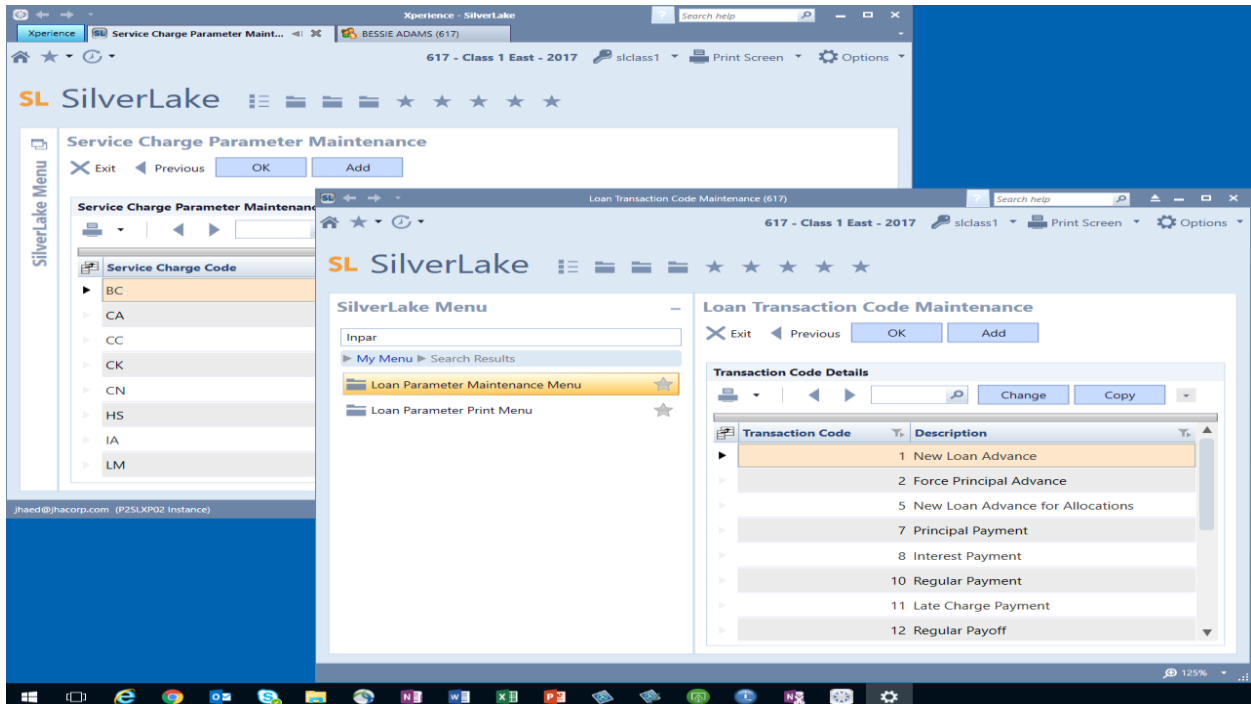 Xperience - SilverLake
? Search help
Xperience SL Service Charge Parameter Maint... BESSIE ADAMS (617)
617 - Class 1 East - 2017 slclass1 Print Screen Options
SL SilverLake
SilverLake Menu
Service Charge Parameter Maintenance
Exit Previous OK Add
Service Charge Parameter Maintenanc
Service Charge Code
BC
CA
CC
CK
CN
HS
IA
LM
jhaed@jhacorp.com (P2SLXP02 Instance)
SL Loan Transaction Code Maintenance (617) ? Search help
617 - Class 1 East - 2017 slclass1 Print Screen Options
SL SilverLake
SilverLake Menu
lnpar
My Menu Search Results
Loan Parameter Maintenance Menu
Loan Parameter Print Menu
Loan Transaction Code Maintenance
Exit Previous OK Add
Transaction Code Details
Change Copy
Transaction Code Description
1 New Loan Advance
2 Force Principal Advance
5 New Loan Advance for Allocations
7 Principal Payment
8 Interest Payment
10 Regular Payment
11 Late Charge Payment
12 Regular Payoff
125%